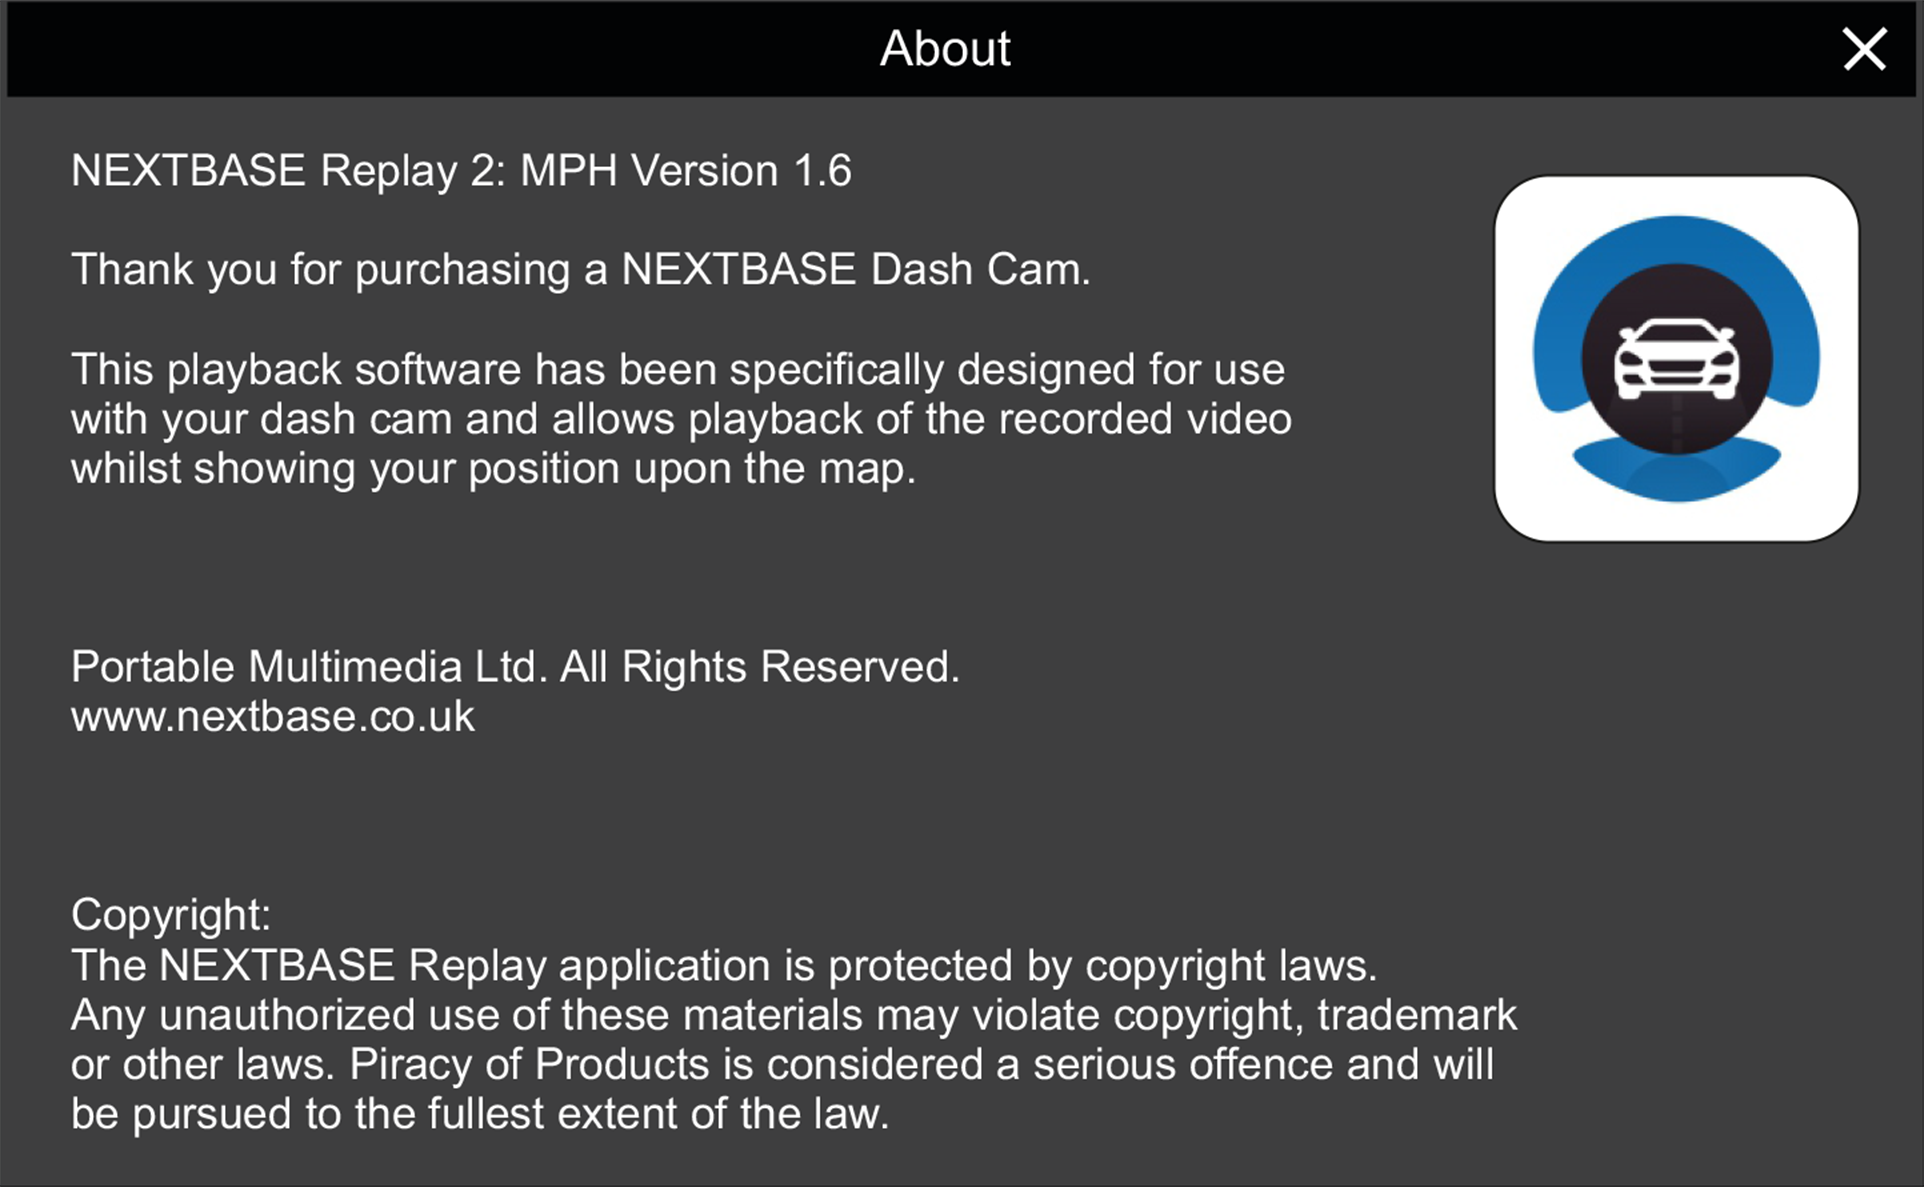 About
NEXTBASE Replay 2: MPH Version 1.6
Thank you for purchasing a NEXTBASE Dash Cam.
This playback software has been specifically designed for use
with your dash cam and allows playback of the recorded video
whilst showing your position upon the map.
Portable Multimedia Ltd. All Rights Reserved.
www.nextbase.co.uk
Copyright:
The NEXTBASE Replay application is protected by copyright laws.
Any unauthorized use of these materials may violate copyright, trademark
or other laws. Piracy of Products is considered a serious offence and will
be pursued to the fullest extent of the law.